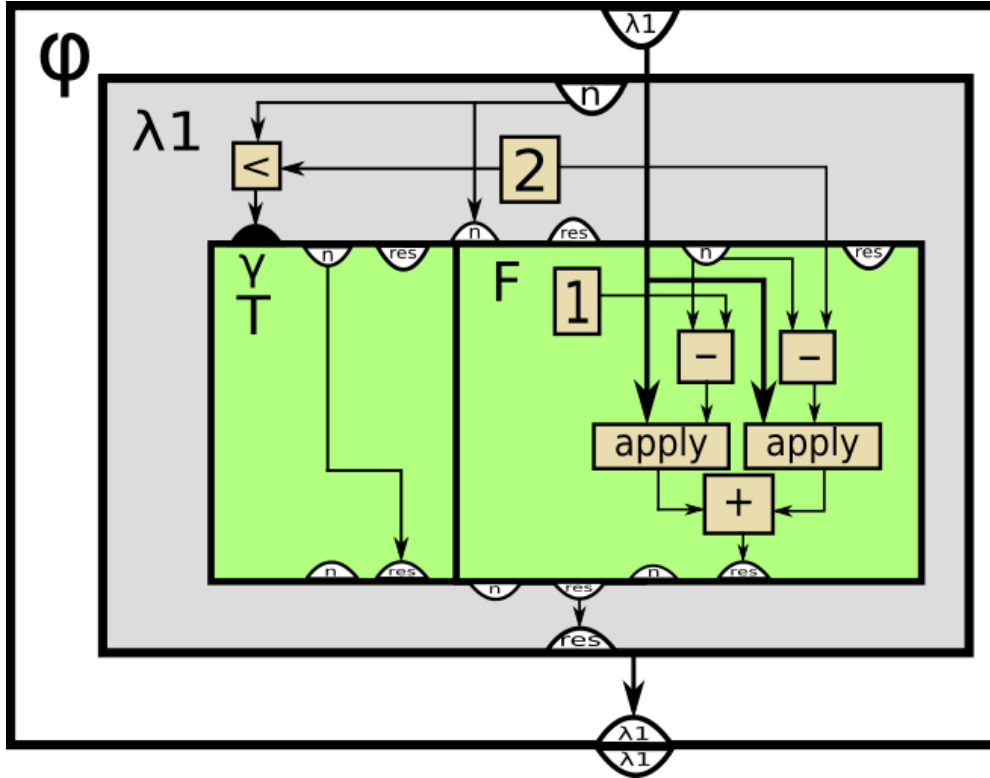 λ1
φ
n
λ1
<
2
n
res
γ
T
n
res
F
n
res
1
−
−
apply
apply
+
n
res
n
res
n
res
res
λ1
λ1